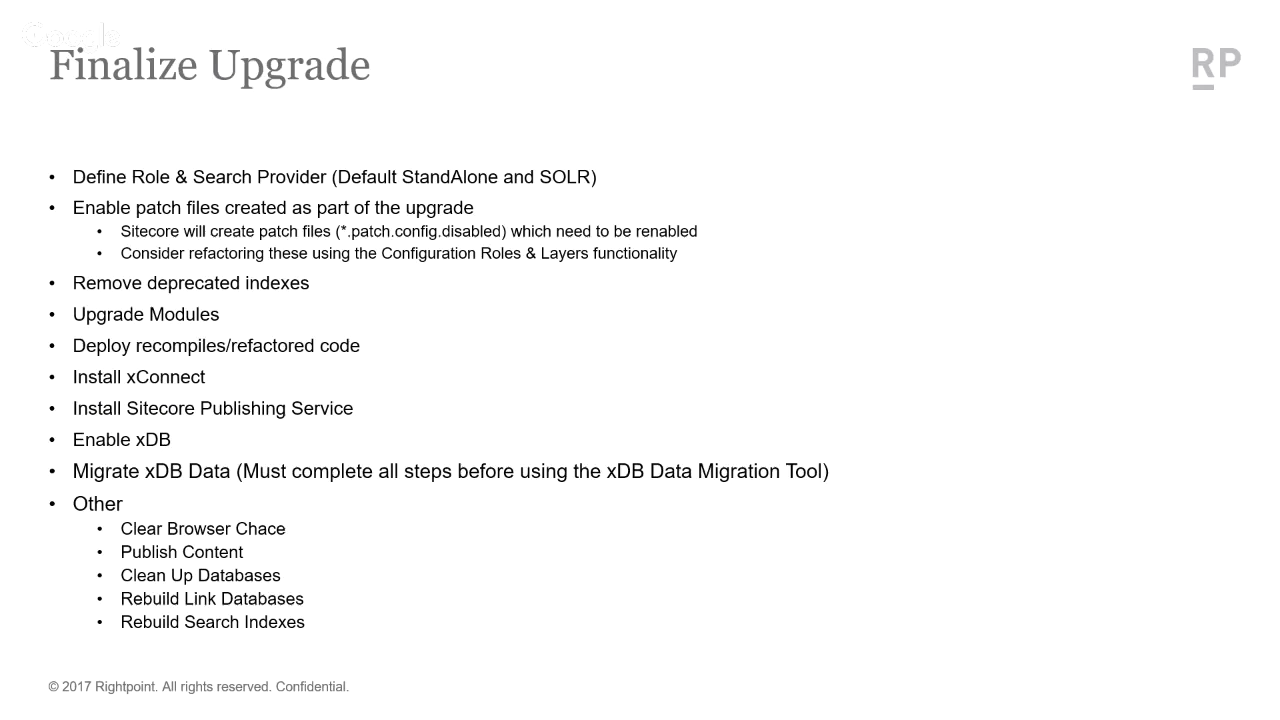 Google
Finalize Upgrade
RP
• Define Role & Search Provider (Default StandAlone and SOLR)
• Enable patch files created as part of the upgrade
• Sitecore will create patch files (*.patch.config.disabled) which need to be renabled
• Consider refactoring these using the Configuration Roles & Layers functionality
• Remove deprecated indexes
• Upgrade Modules
• Deploy recompiles/refactored code
• Install xConnect
• Install Sitecore Publishing Service
• Enable xDB
• Migrate xDB Data (Must complete all steps before using the xDB Data Migration Tool)
• Other
• Clear Browser Chace
• Publish Content
• Clean Up Databases
• Rebuild Link Databases
• Rebuild Search Indexes
© 2017 Rightpoint. All rights reserved. Confidential.